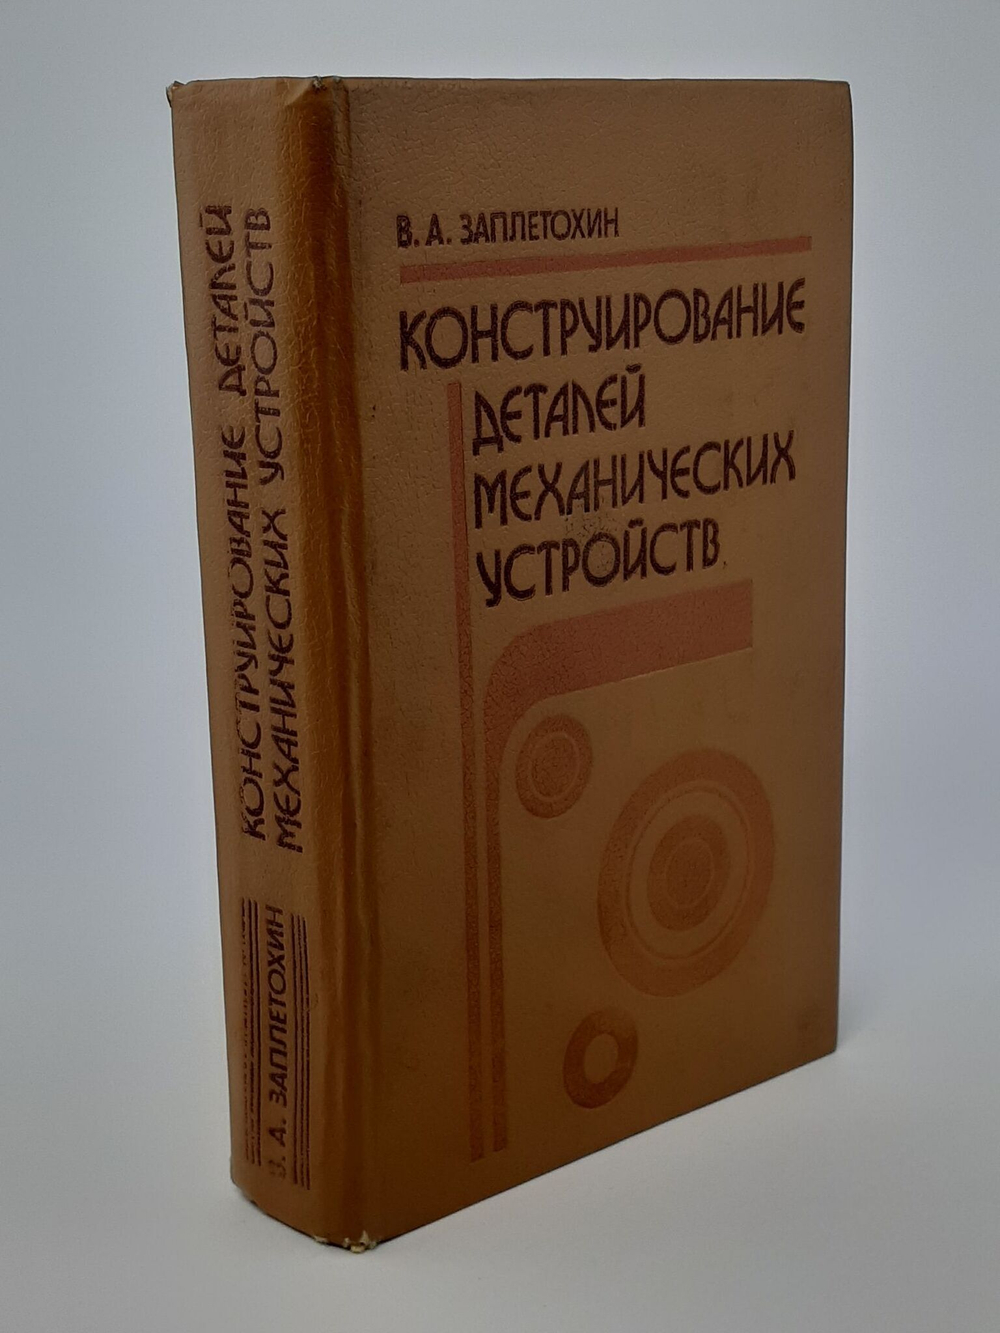 В. А. ЗАПЛЕТОХИН
КОНСТРУИРОВАНИЕ
ДЕТАЛЕЙ
МЕХАНИЧЕСКИХ
УСТРОЙСТВ
КОНСТРУИРОВАНИЕ ДЕТАЛЕЙ
МЕХАНИЧЕСКИХ УСТРОЙСТВ
В. А. ЗАПЛЕТОХИН